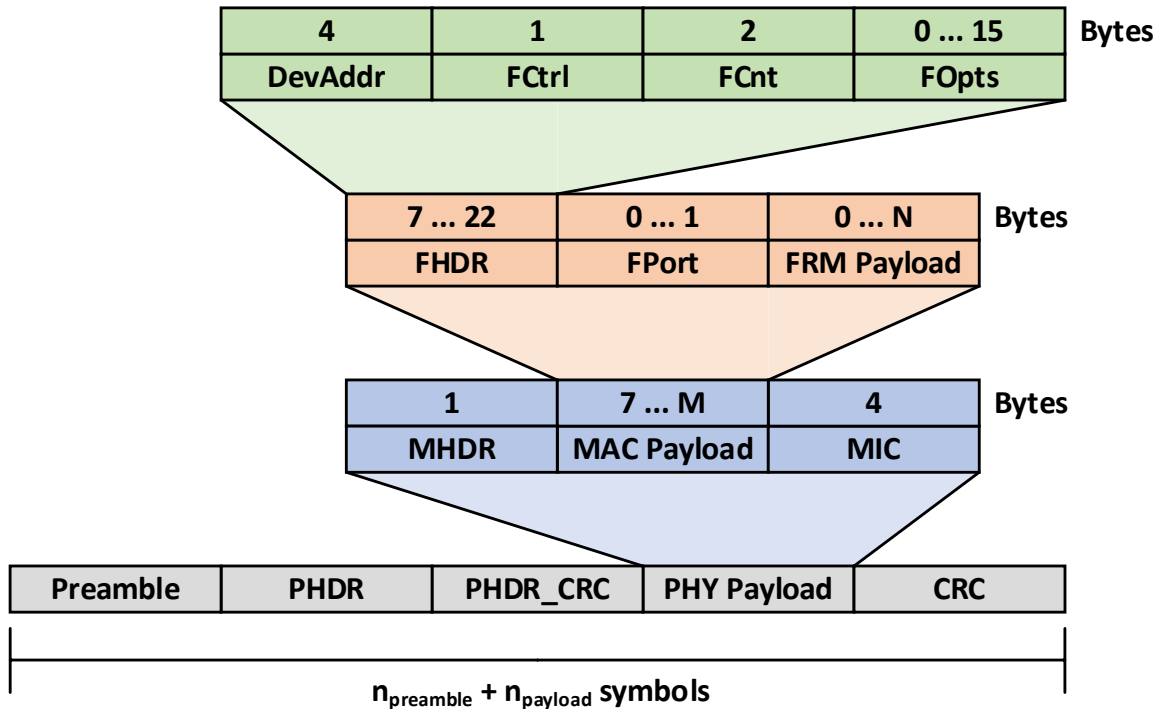 4 1 2 0 ... 15 Bytes
DevAddr FCtrl FCnt FOpts
7 ... 22 0 ... 1 0 ... N Bytes
FHDR FPort FRM Payload
1 7 ... M 4 Bytes
MHDR MAC Payload MIC
Preamble PHDR PHDR_CRC PHY Payload CRC
npreamble + npayload symbols